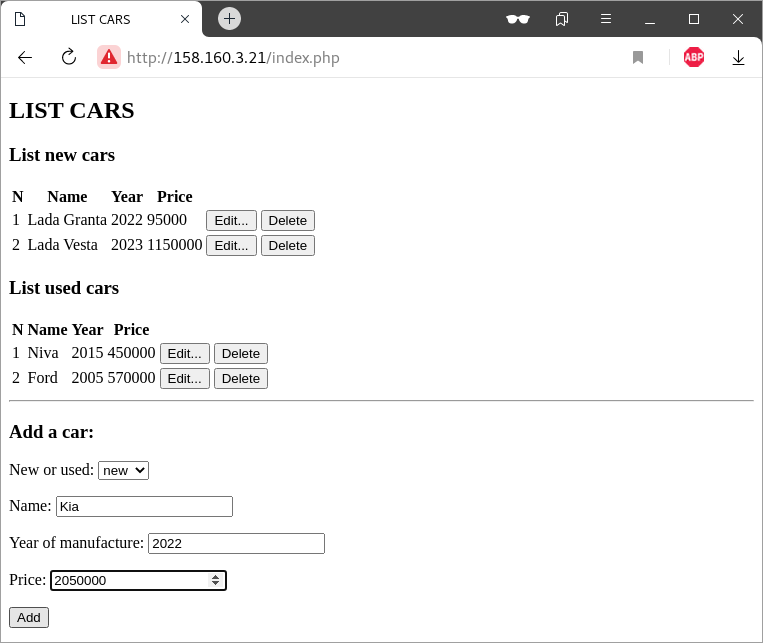 LIST CARS
http://158.160.3.21/index.php ABP
LIST CARS
List new cars
N Name Year Price
1 Lada Granta 2022 95000 Edit... Delete
2 Lada Vesta 2023 1150000 Edit... Delete
List used cars
N Name Year Price
1 Niva 2015 450000 Edit... Delete
2 Ford 2005 570000 Edit... Delete
Add a car:
New or used: new
Name: Kia
Year of manufacture: 2022
Price: 2050000
Add